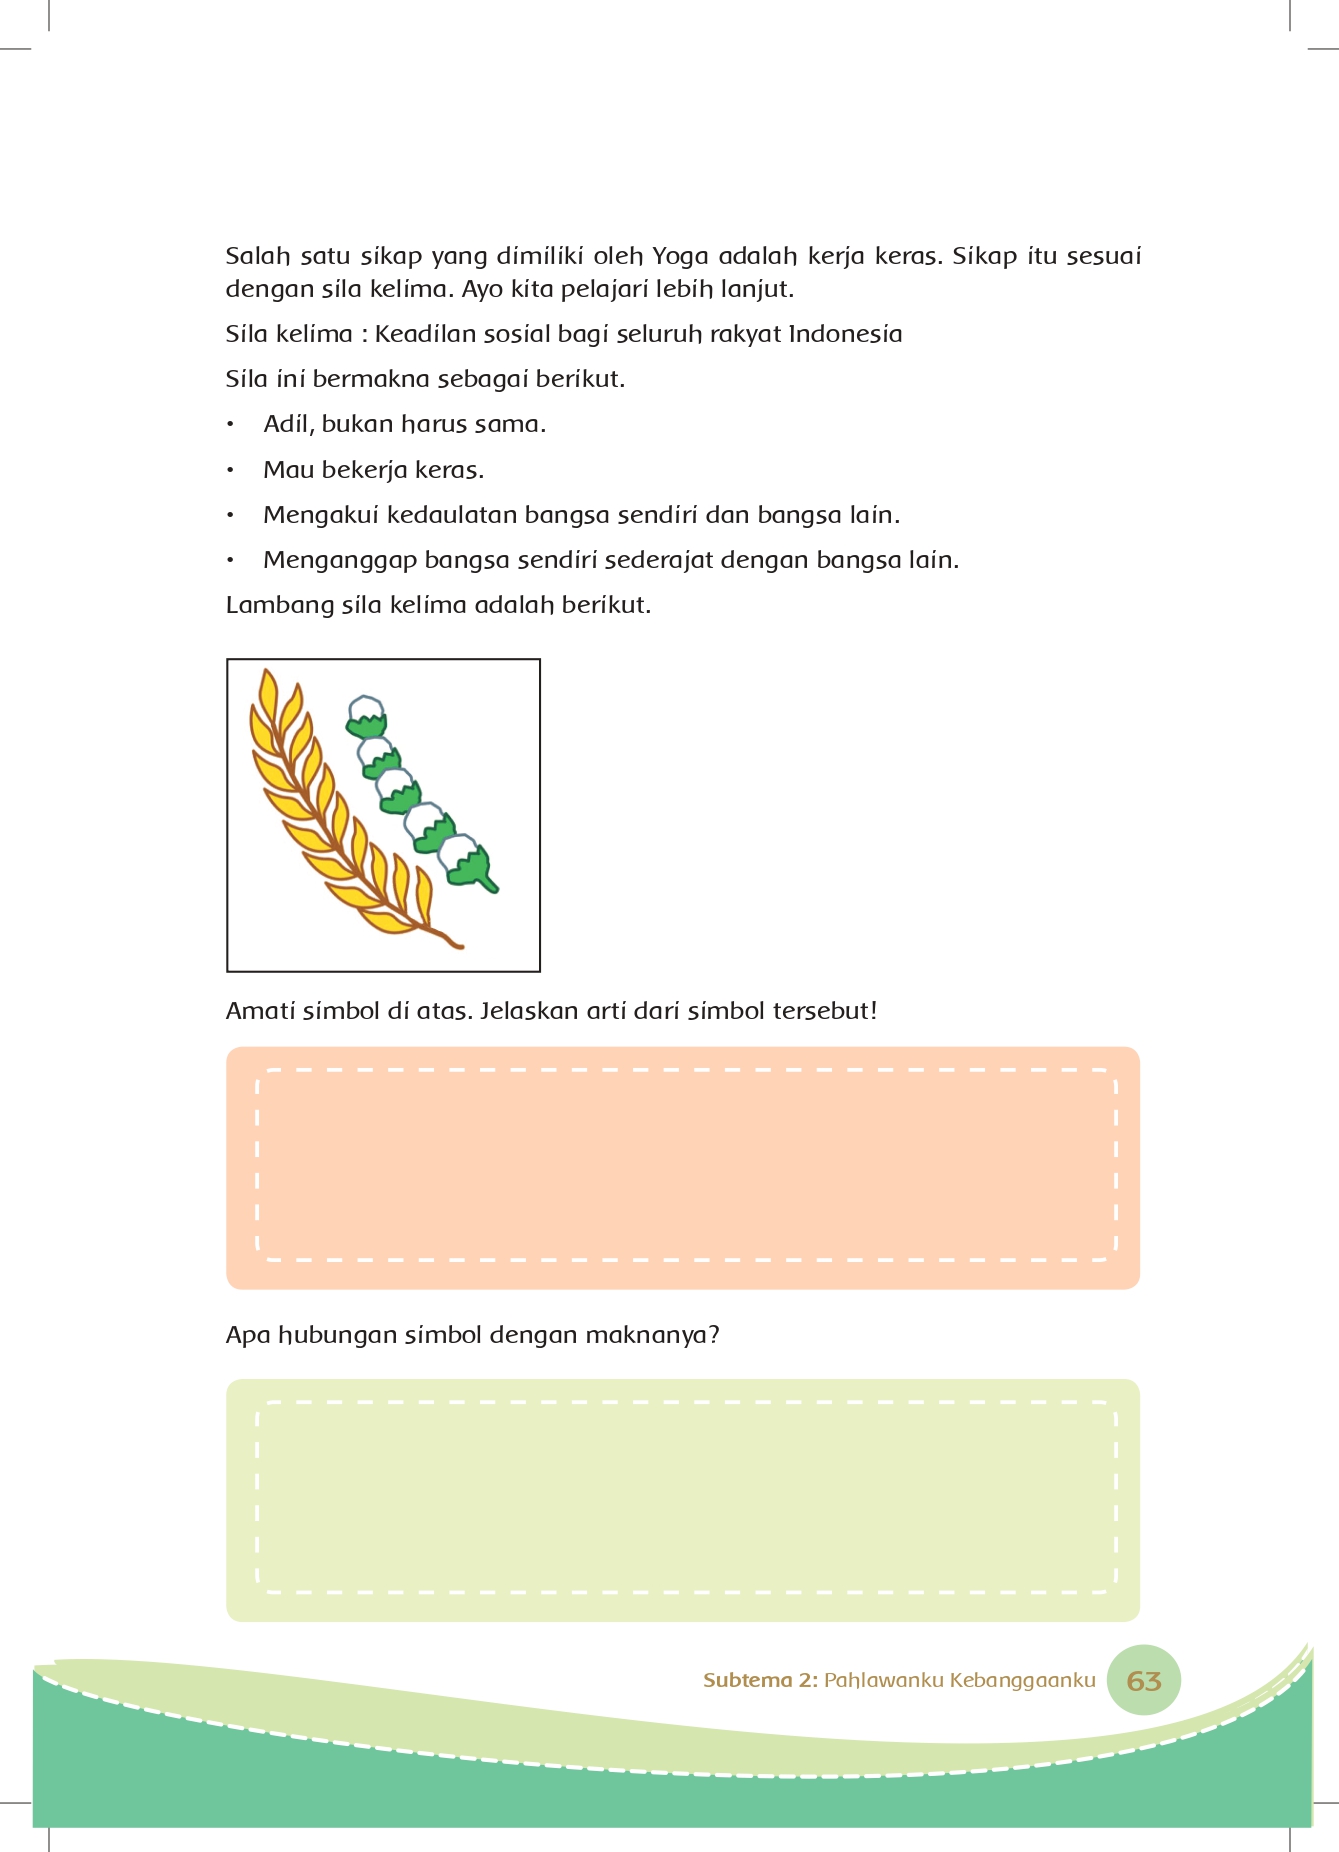 Salah satu sikap yang dimiliki oleh Yoga adalah kerja keras. Sikap itu sesuai
dengan sila kelima. Ayo kita pelajari lebih lanjut.
Sila kelima : Keadilan sosial bagi seluruh rakyat Indonesia
Sila ini bermakna sebagai berikut.
• Adil, bukan harus sama.
• Mau bekerja keras.
• Mengakui kedaulatan bangsa sendiri dan bangsa lain.
• Menganggap bangsa sendiri sederajat dengan bangsa lain.
Lambang sila kelima adalah berikut.
Amati simbol di atas. Jelaskan arti dari simbol tersebut!
Apa hubungan simbol dengan maknanya?
Subtema 2: Pahlawanku Kebanggaanku 63